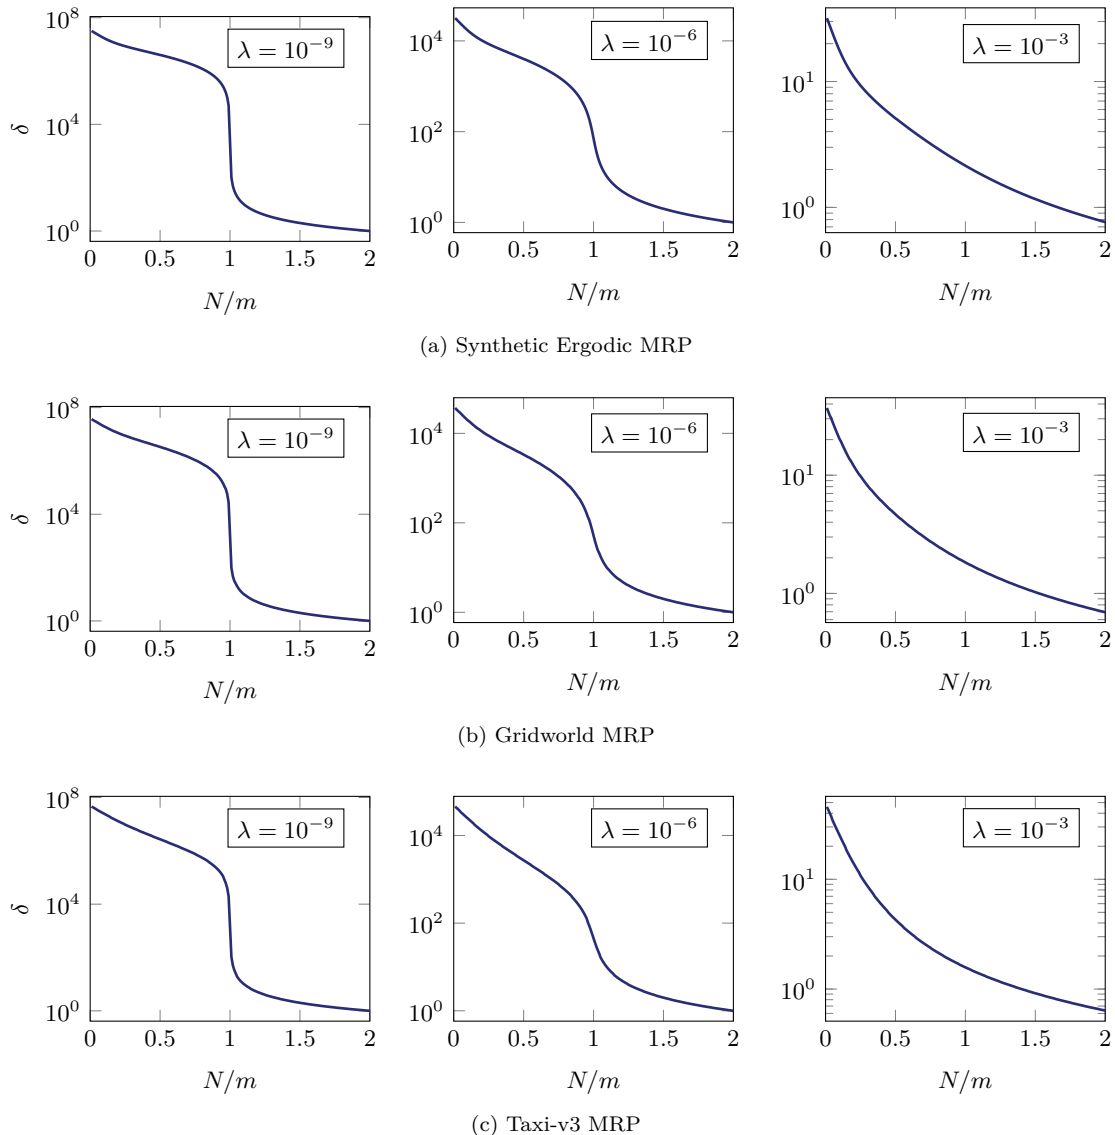 10^8
10^4
10^0
δ
λ = 10^{-9}
0 0.5 1 1.5 2
N/m
10^4
10^2
10^0
λ = 10^{-6}
0 0.5 1 1.5 2
N/m
10^1
10^0
λ = 10^{-3}
0 0.5 1 1.5 2
N/m
(a) Synthetic Ergodic MRP
10^8
10^4
10^0
δ
λ = 10^{-9}
0 0.5 1 1.5 2
N/m
10^4
10^2
10^0
λ = 10^{-6}
0 0.5 1 1.5 2
N/m
10^1
10^0
λ = 10^{-3}
0 0.5 1 1.5 2
N/m
(b) Gridworld MRP
10^8
10^4
10^0
δ
λ = 10^{-9}
0 0.5 1 1.5 2
N/m
10^4
10^2
10^0
λ = 10^{-6}
0 0.5 1 1.5 2
N/m
10^1
10^0
λ = 10^{-3}
0 0.5 1 1.5 2
N/m
(c) Taxi-v3 MRP